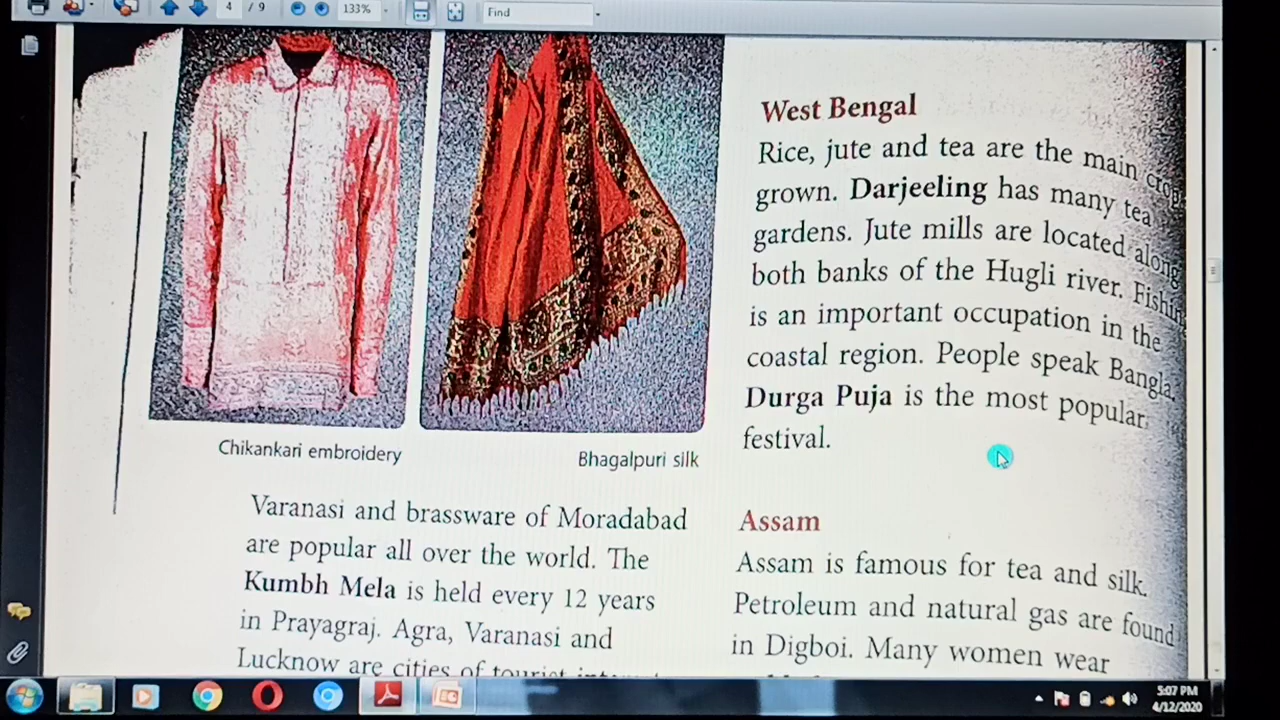 4 / 9
133%
Find
Chikankari embroidery
Bhagalpuri silk
Varanasi and brassware of Moradabad
are popular all over the world. The
Kumbh Mela is held every 12 years
in Prayagraj. Agra, Varanasi and
Lucknow are cities of tourist
West Bengal
Rice, jute and tea are the main
grown. Darjeeling has many tea
gardens. Jute mills are located along
both banks of the Hugli river.
is an important occupation in the
coastal region. People speak Bangla.
Durga Puja is the most popular
festival.
Assam
Assam is famous for tea and silk.
Petroleum and natural gas are found
in Digboi. Many women wear
5:07 PM
4/12/2020